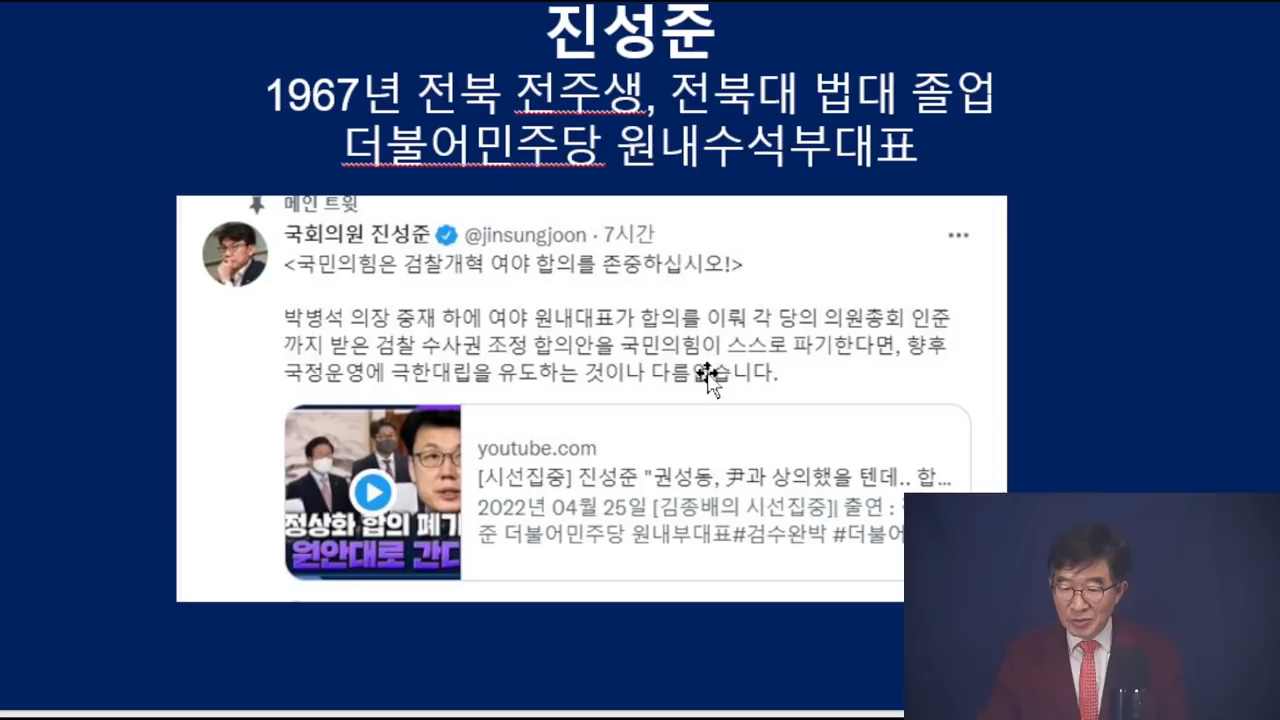 진성준
1967년 전북 전주생, 전북대 법대 졸업
더불어민주당 원내수석부대표
메인 트윗
국회의원 진성준 @jinsungjoon · 7시간
<국민의힘은 검찰개혁 여야 합의를 존중하십시오!>
박병석 의장 중재 하에 여야 원내대표가 합의를 이뤄 각 당의 의원총회 인준
까지 받은 검찰 수사권 조정 합의안을 국민의힘이 스스로 파기한다면, 향후
국정운영에 극한대립을 유도하는 것이나 다름없습니다.
youtube.com
[시선집중] 진성준 "권성동, 尹과 상의했을 텐데.. 합...
2022년 04월 25일 [김종배의 시선집중]| 출연 :
준 더불어민주당 원내부대표#검수완박 #더불어
정상화 합의 폐기
원안대로 간다